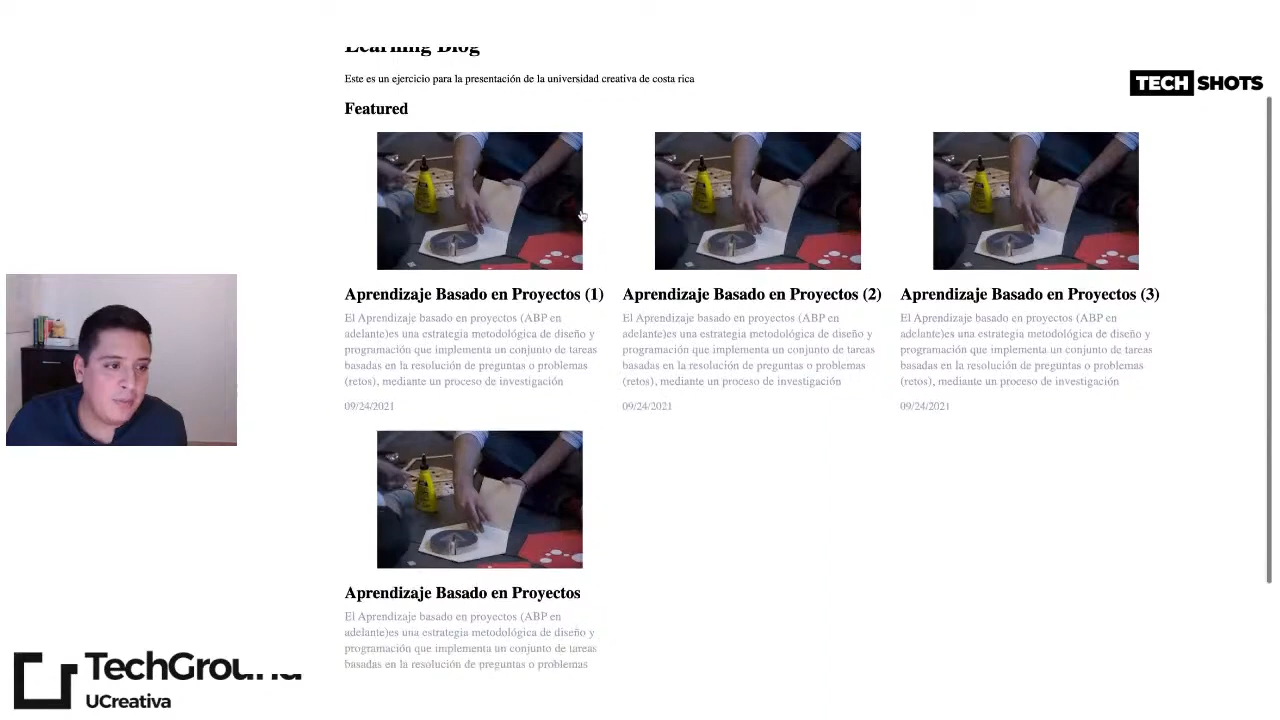 Learning Blog
Este es un ejercicio para la presentación de la universidad creativa de costa rica
TECH SHOTS
Featured
Aprendizaje Basado en Proyectos (1)
El Aprendizaje basado en proyectos (ABP en
adelante)es una estrategia metodológica de diseño y
programación que implementa un conjunto de tareas
basadas en la resolución de preguntas o problemas
(retos), mediante un proceso de investigación
09/24/2021
Aprendizaje Basado en Proyectos (2)
El Aprendizaje basado en proyectos (ABP en
adelante)es una estrategia metodológica de diseño y
programación que implementa un conjunto de tareas
basadas en la resolución de preguntas o problemas
(retos), mediante un proceso de investigación
09/24/2021
Aprendizaje Basado en Proyectos (3)
El Aprendizaje basado en proyectos (ABP en
adelante)es una estrategia metodológica de diseño y
programación que implementa un conjunto de tareas
basadas en la resolución de preguntas o problemas
(retos), mediante un proceso de investigación
09/24/2021
Aprendizaje Basado en Proyectos
El Aprendizaje basado en proyectos (ABP en
adelante)es una estrategia metodológica de diseño y
programación que implementa un conjunto de tareas
basadas en la resolución de preguntas o problemas
TechGround
UCreativa